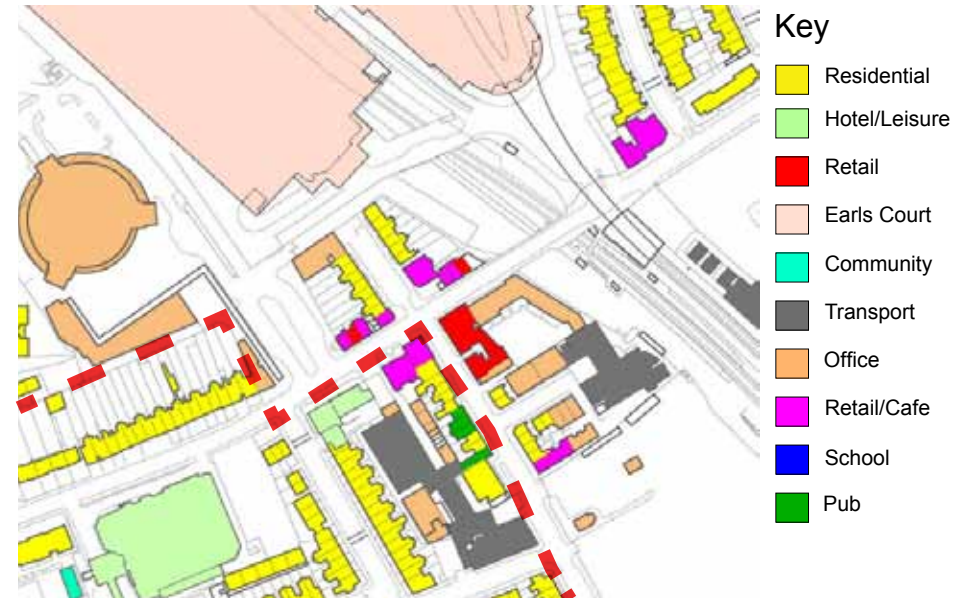 Key
Residential
Hotel/Leisure
Retail
Earls Court
Community
Transport
Office
Retail/Cafe
School
Pub